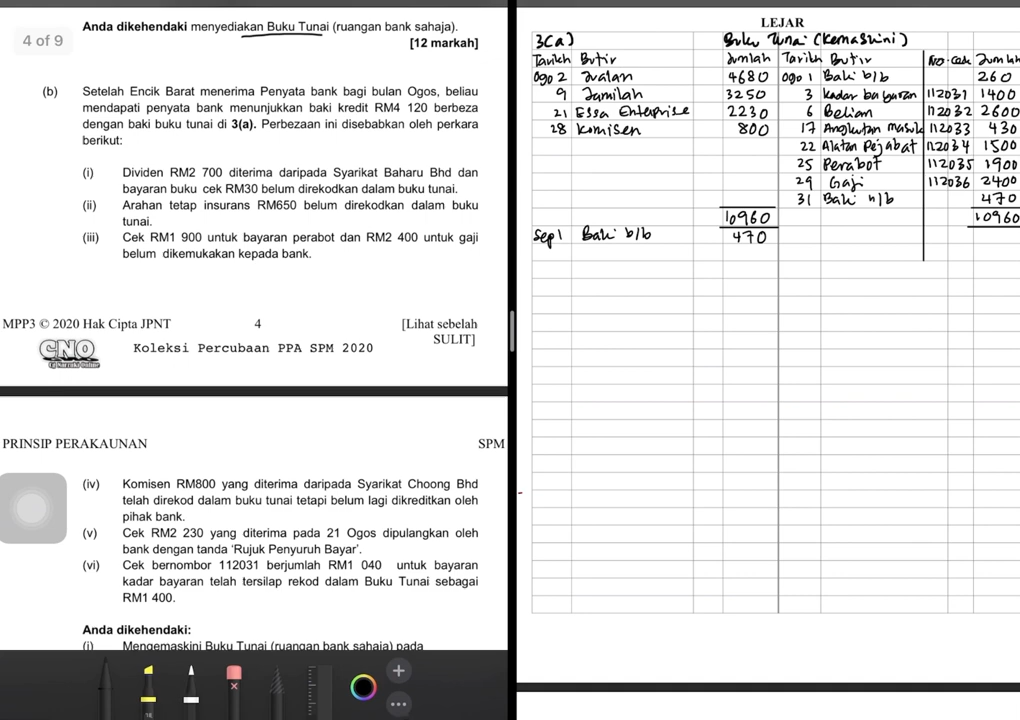 Anda dikehendaki menyediakan Buku Tunai (ruangan bank sahaja).
[12 markah]
4 of 9
(b) Setelah Encik Barat menerima Penyata bank bagi bulan Ogos, beliau
mendapati penyata bank menunjukkan baki kredit RM4 120 berbeza
dengan baki buku tunai di 3(a). Perbezaan ini disebabkan oleh perkara
berikut:
(i) Dividen RM2 700 diterima daripada Syarikat Baharu Bhd dan
bayaran buku cek RM30 belum direkodkan dalam buku tunai.
(ii) Arahan tetap insurans RM650 belum direkodkan dalam buku
tunai.
(iii) Cek RM1 900 untuk bayaran perabot dan RM2 400 untuk gaji
belum dikemukakan kepada bank.
MPP3 © 2020 Hak Cipta JPNT 4 [Lihat sebelah
SULIT]
CNO
Koleksi Percubaan PPA SPM 2020
PRINSIP PERAKAUNAN SPM
(iv) Komisen RM800 yang diterima daripada Syarikat Choong Bhd
telah direkod dalam buku tunai tetapi belum lagi dikreditkan oleh
pihak bank.
(v) Cek RM2 230 yang diterima pada 21 Ogos dipulangkan oleh
bank dengan tanda 'Rujuk Penyuruh Bayar'.
(vi) Cek bernombor 112031 berjumlah RM1 040 untuk bayaran
kadar bayaran telah tersilap rekod dalam Buku Tunai sebagai
RM1 400.
Anda dikehendaki:
(i) Mengemaskini Buku Tunai (ruangan bank sahaja) pada
LEJAR
3(a) Buku Tunai (Kemaskini)
Tarikh Butir Jumlah Tarikh Butir No. Cek Jumlah
Ogo 2 Jualan 4680 Ogo 1 Baki b/b 260
9 Jamilah 3250 3 Kadar bayaran 112031 1400
21 Essa Enterprise 2230 6 Belian 112032 2600
28 Komisen 800 17 Angkutan masuk 112033 430
22 Alatan Pejabat 112034 1500
25 Perabot 112035 1900
29 Gaji 112036 2400
31 Baki h/b 470
10960 10960
Sep 1 Baki b/b 470